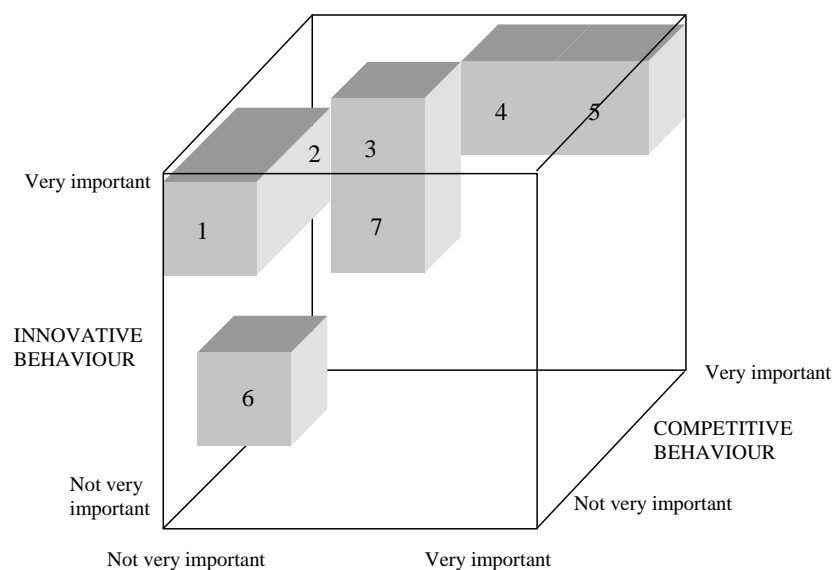 4
5
2
3
Very important
1
7
INNOVATIVE
BEHAVIOUR
Very important
6
COMPETITIVE
BEHAVIOUR
Not very
important
Not very important
Not very important
Very important